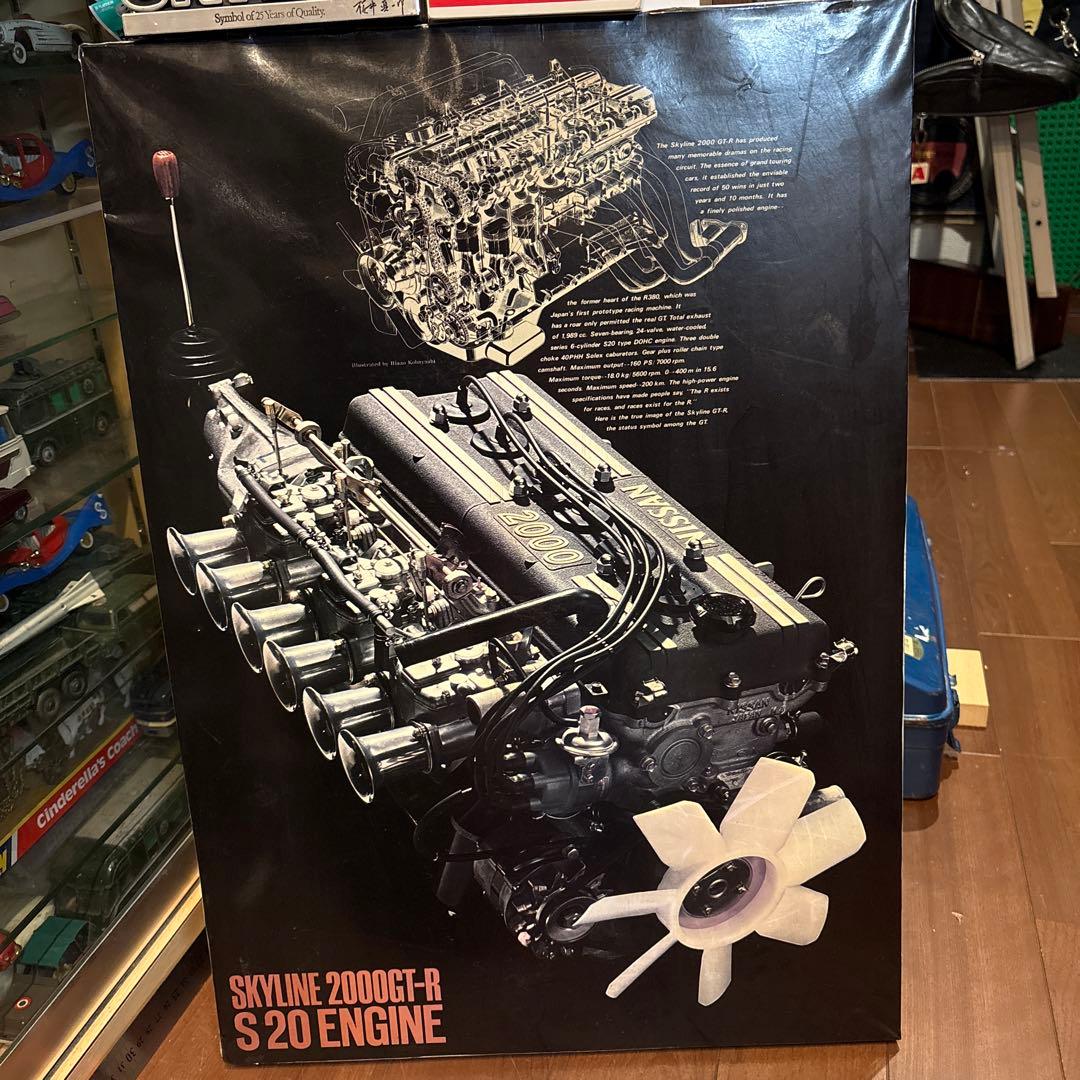 Symbol of 25 Years of Quality.
The Skyline 2000 GT-R has produced
many memorable dramas on the racing
circuit. The essence of grand touring
cars, it established the enviable
record of 50 wins in just two
years and 10 months. It has
a finely polished engine--
NISSAN
the former heart of the R380, which was
Japan's first prototype racing machine. It
has a roar only permitted the real GT. Total exhaust
of 1,989 cc. Seven-bearing, 24-valve, water-cooled,
series 6-cylinder S20 type DOHC engine. Three double
choke 40PHH Solex caburetors. Gear plus roller chain type
camshaft. Maximum output--160 PS/7000 rpm.
Maximum torque--18.0 kg/5600 rpm. 0--400 m in 15.6
seconds. Maximum speed--200 km. The high-power engine
specifications have made people say, "The R exists
for races, and races exist for the R."
Here is the true image of the Skyline GT-R,
the status symbol among the GT.
Illustrated by Hisao Kobayashi
NISSAN
2000
NISSAN
Cinderella's Coach
SKYLINE 2000GT-R
S 20 ENGINE